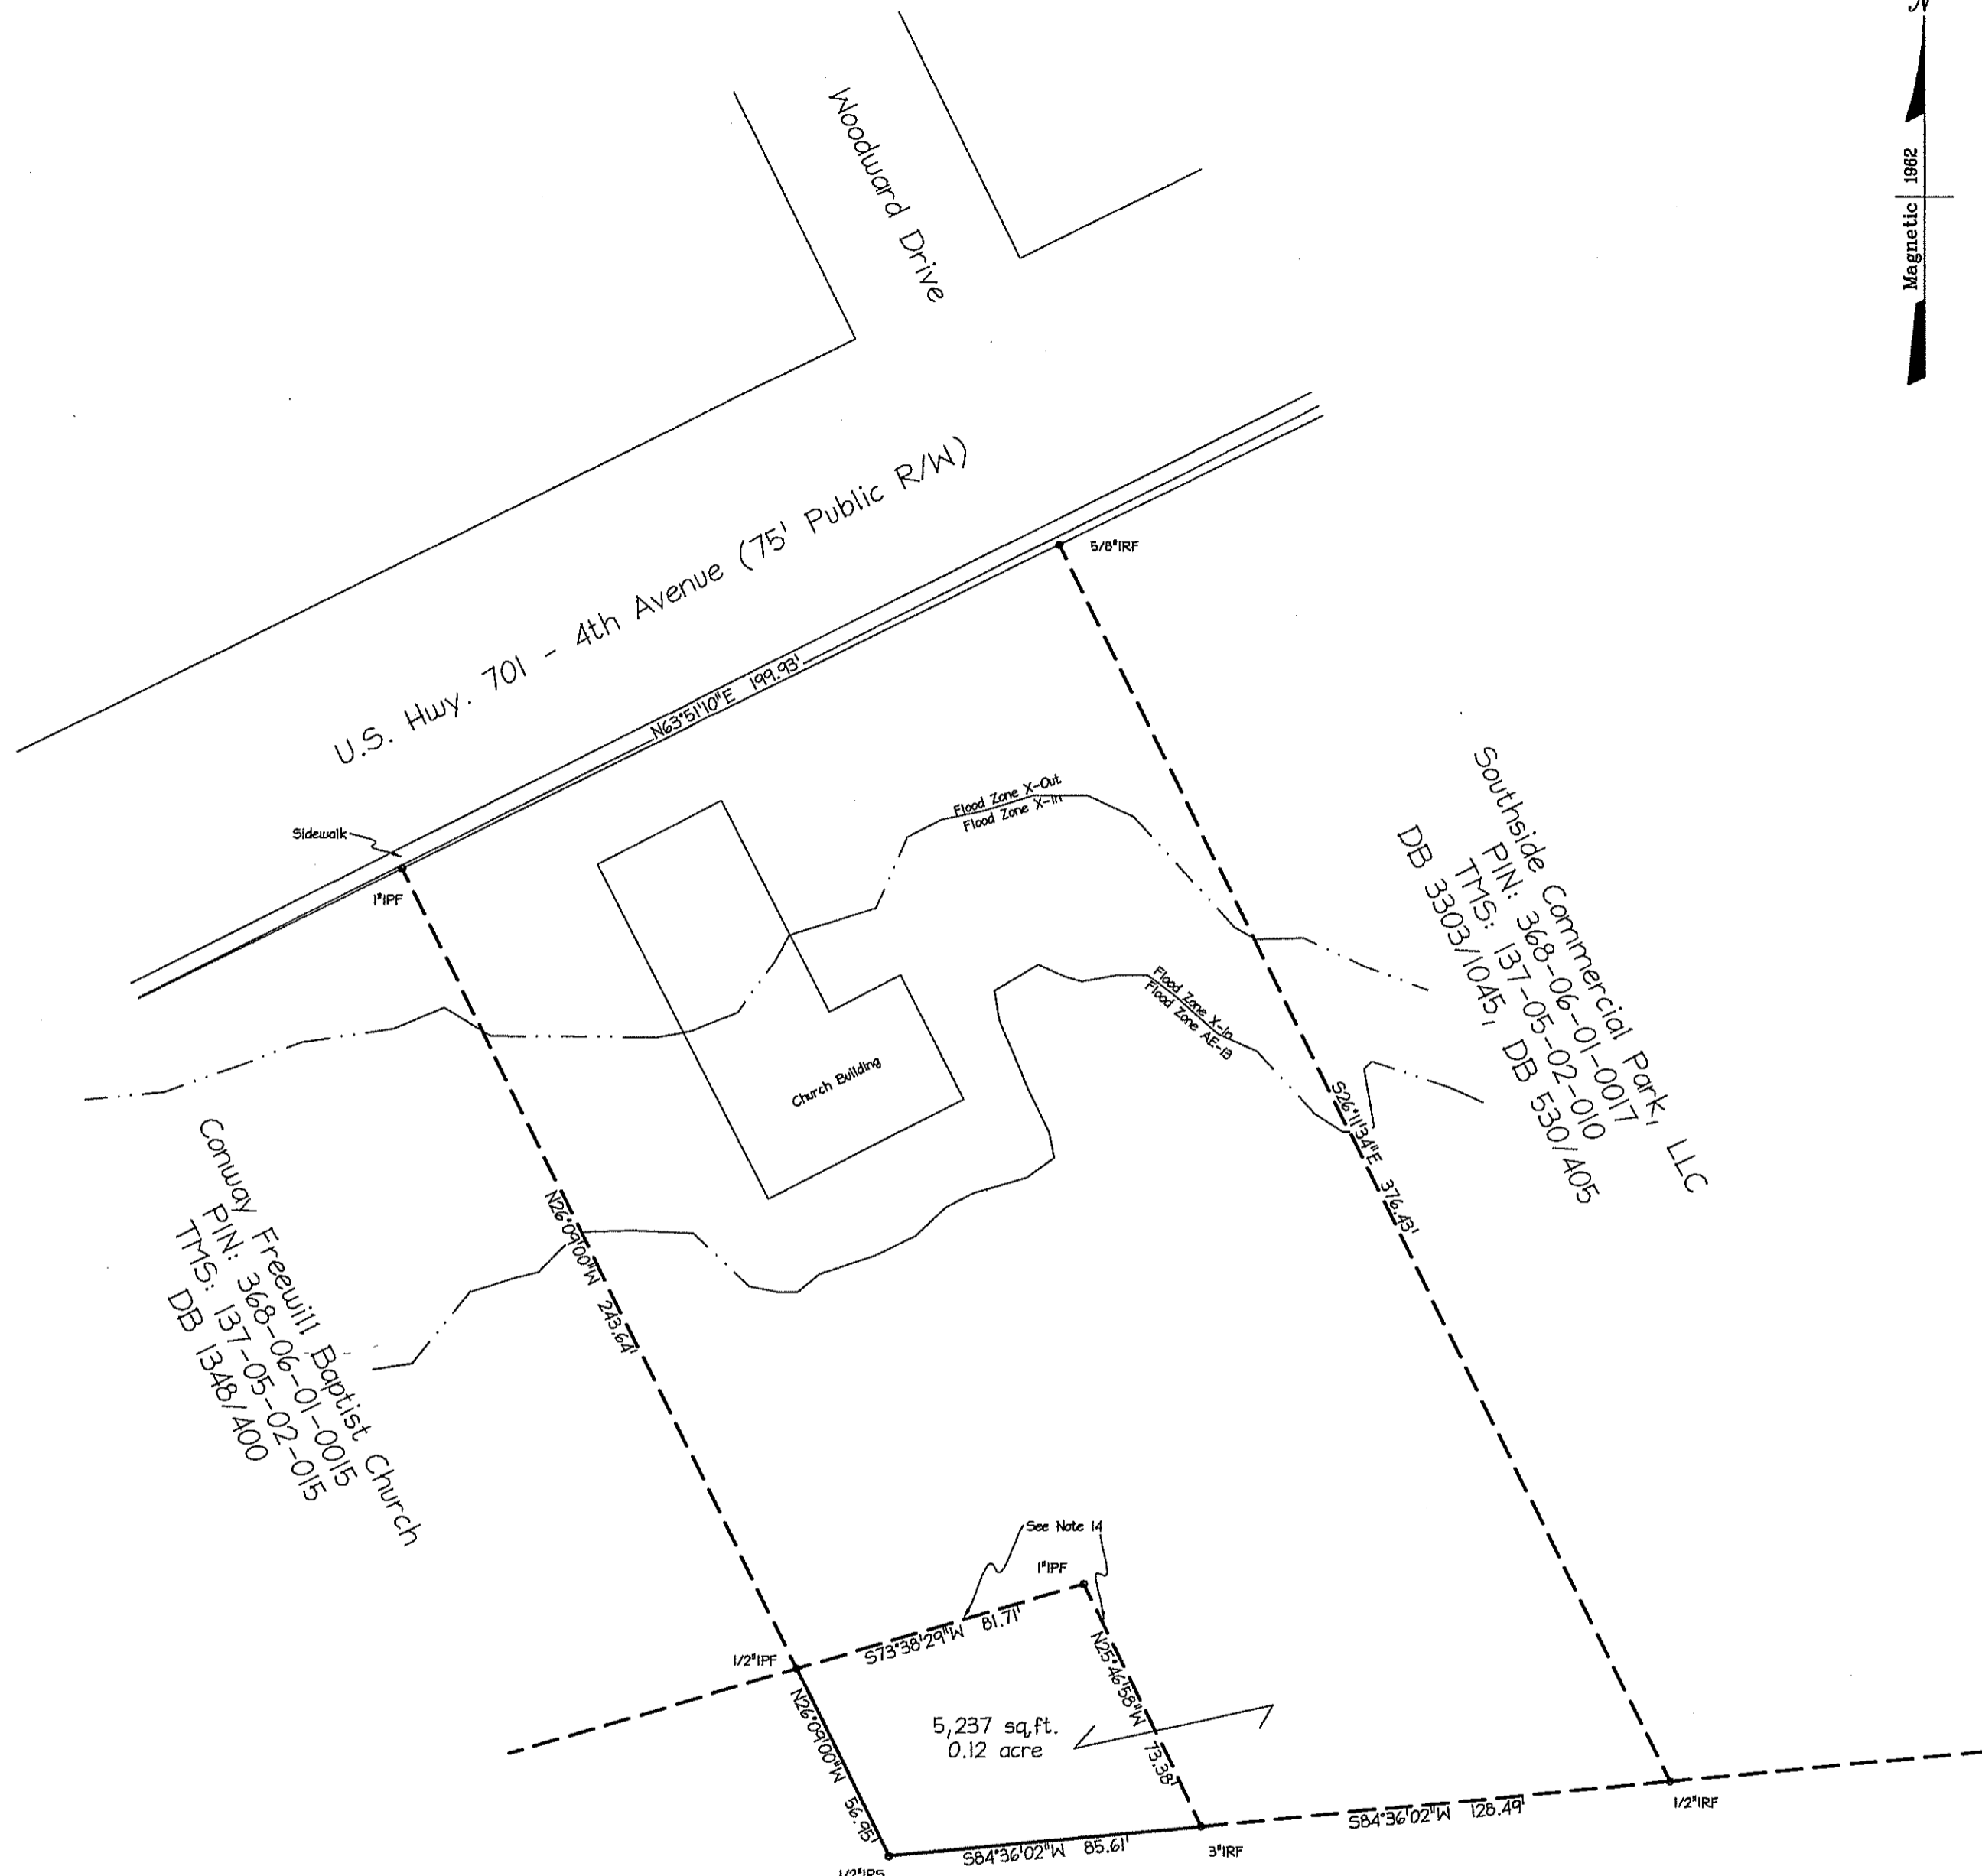 N
Magnetic 1962
Woodward Drive
U.S. Hwy. 701 - 4th Avenue (75' Public R/W)
5/8"IRF
N63°51'10"E 199.93'
Sidewalk
1"IPF
Flood Zone X-Out
Flood Zone X-In
Flood Zone X-In
Flood Zone AE-13
Church Building
Southside Commercial Park, LLC
PIN: 368-06-01-0017
TMS: 137-05-02-010
DB 3303/1045, DB 530/405
S26°11'34"E 376.43'
Conway Freewill Baptist Church
PIN: 368-06-01-0015
TMS: 137-05-02-015
DB 1348/400
N26°09'00"W 243.64'
See Note 14
1"IPF
S73°38'29"W 81.71'
1/2"IPF
N25°46'58"W 73.38'
N26°09'00"W 56.95'
5,237 sq.ft.
0.12 acre
S84°36'02"W 128.49'
1/2"IRF
S84°36'02"W 85.61'
3"IRF
1/2"IRS